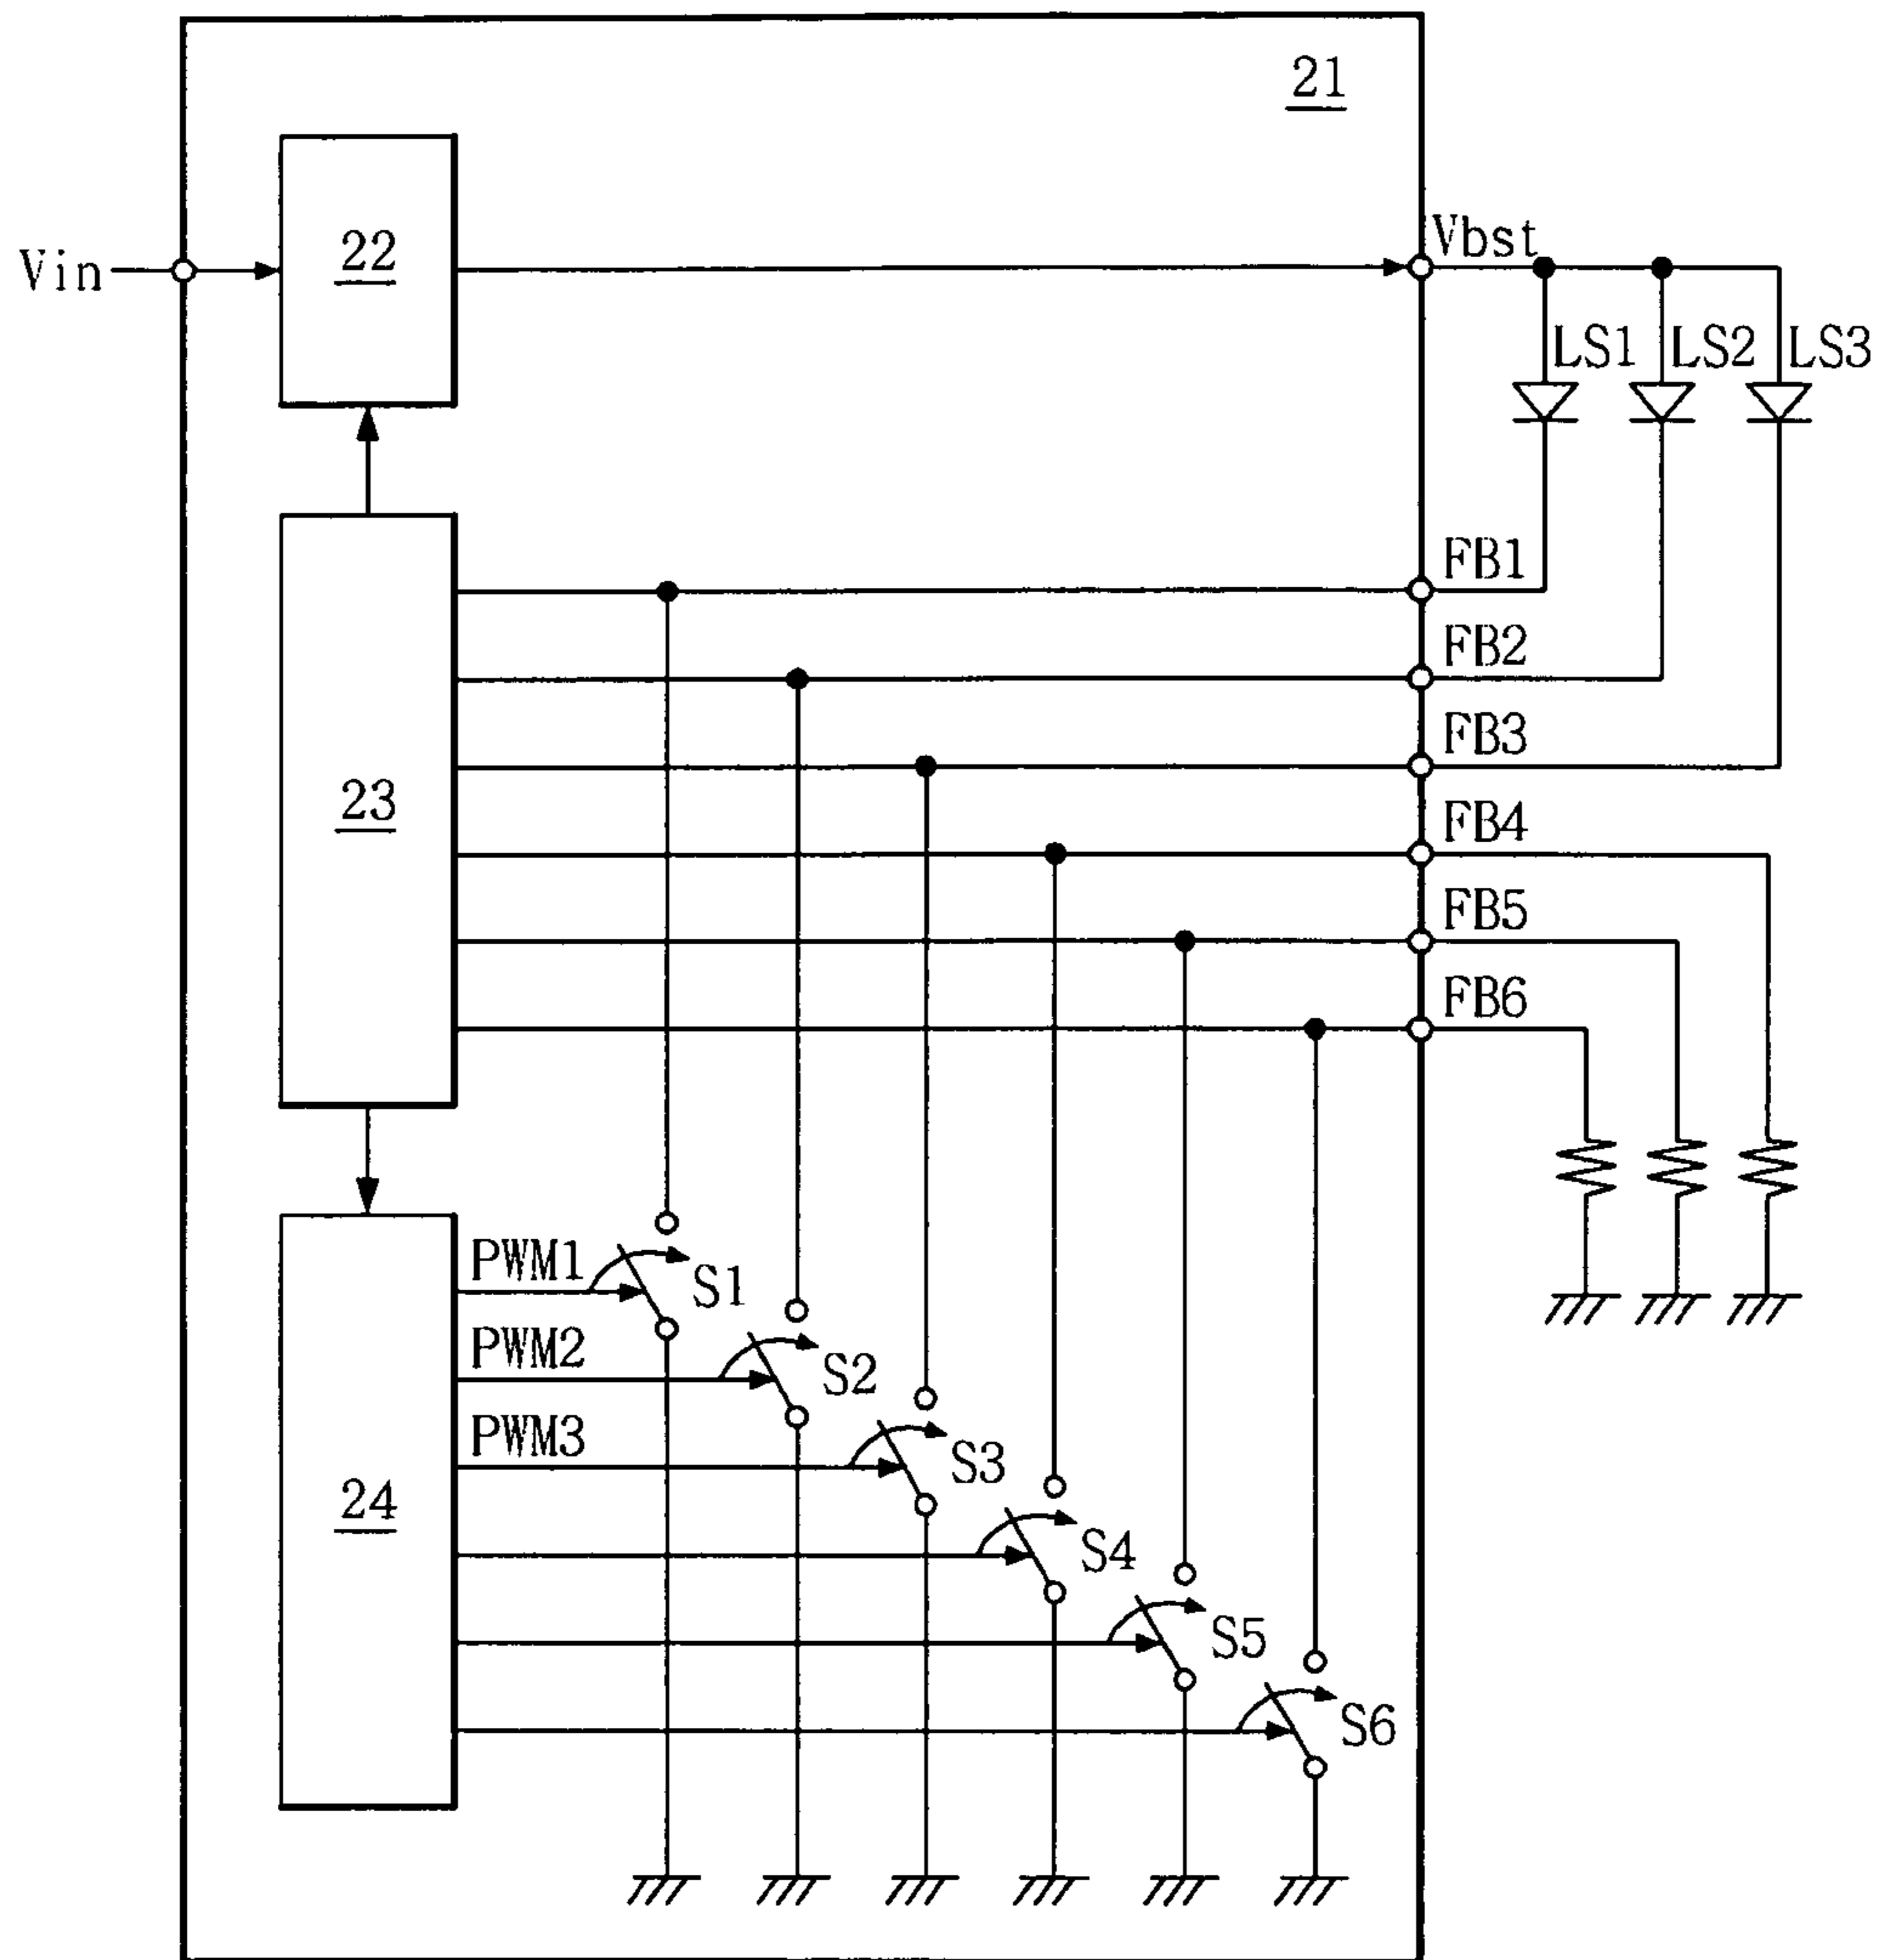 21
22
Vin
Vbst
LS1 LS2 LS3
FB1
FB2
FB3
23
FB4
FB5
FB6
PWM1
S1
PWM2
S2
PWM3
S3
24
S4
S5
S6